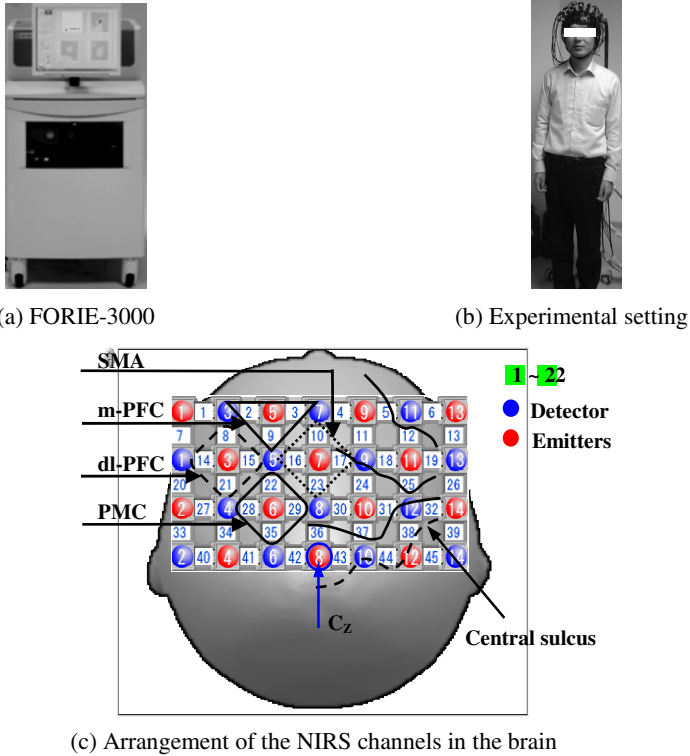 (a) FORIE-3000
(b) Experimental setting
SMA
1 ~ 22
m-PFC
Detector
Emitters
dl-PFC
PMC
1 1 3 2 5 3 7 4 9 5 11 6 13
7 8 9 10 11 12 13
1 14 3 15 5 16 7 17 9 18 11 19 13
20 21 22 23 24 25 26
2 27 4 28 6 29 8 30 10 31 12 32 14
33 34 35 36 37 38 39
2 40 4 41 6 42 8 43 10 44 12 45 14
Cz
Central sulcus
(c) Arrangement of the NIRS channels in the brain